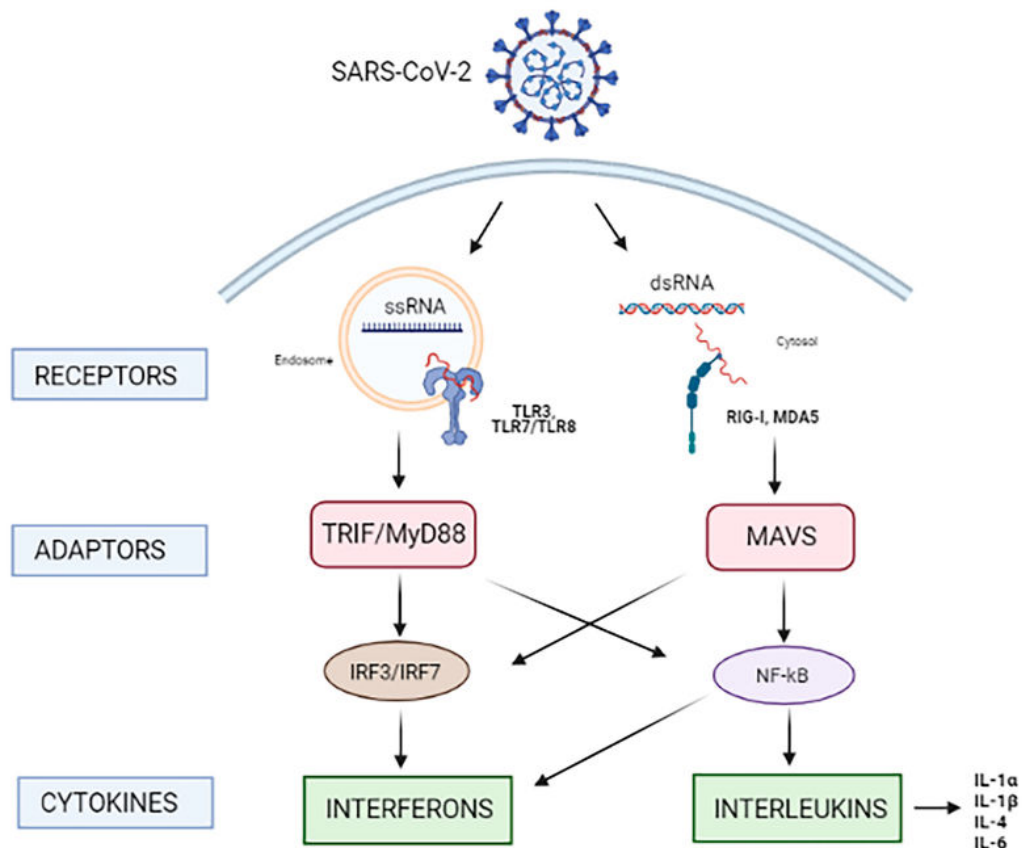 SARS-CoV-2
ssRNA
dsRNA
Endosome
Cytosol
RECEPTORS
TLR3,
TLR7/TLR8
RIG-I, MDA5
ADAPTORS
TRIF/MyD88
MAVS
IRF3/IRF7
NF-kB
CYTOKINES
INTERFERONS
INTERLEUKINS
IL-1α
IL-1β
IL-4
IL-6